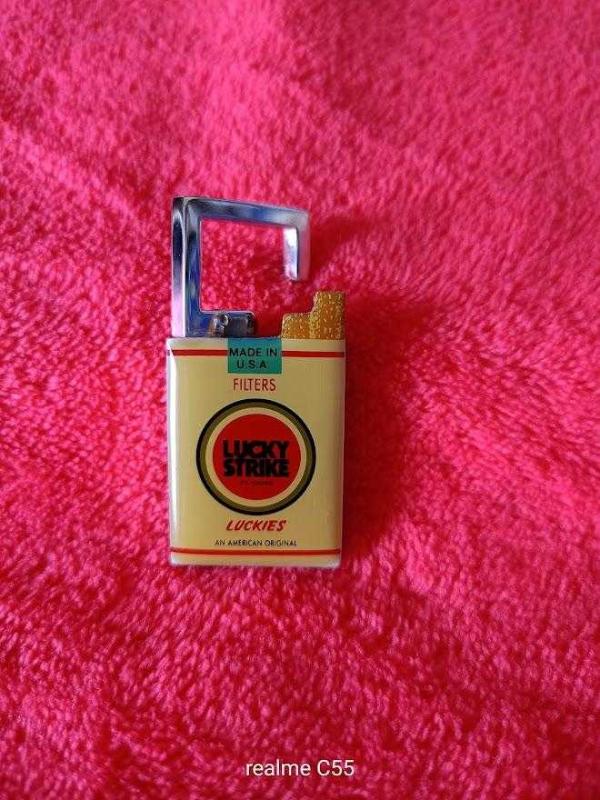 MADE IN
U.S.A.
FILTERS
LUCKY
STRIKE
LUCKIES
AN AMERICAN ORIGINAL
realme C55